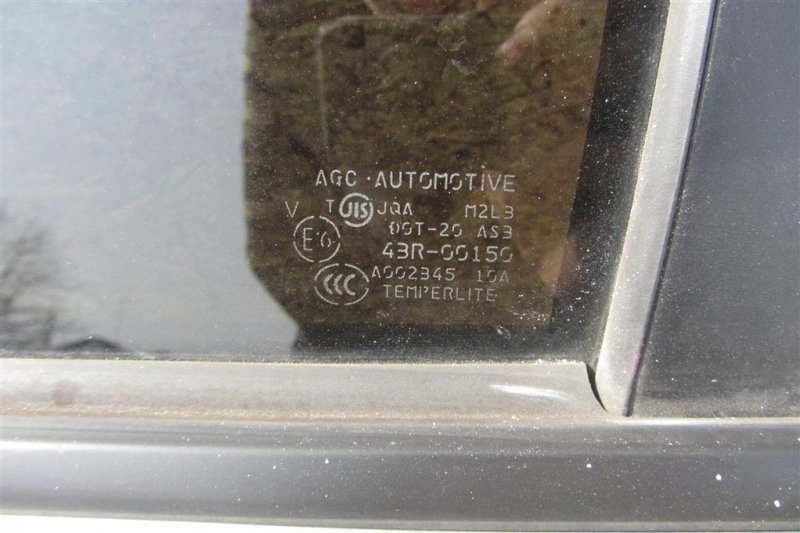 AGC · AUTOMOTIVE
V T JIS JQA M2L3
DOT-20 AS3
E6 43R-00150
CCC A002345 10A
TEMPERLITE